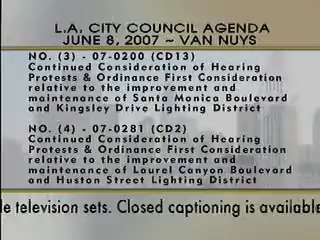 L.A. CITY COUNCIL AGENDA
JUNE 8, 2007 ~ VAN NUYS
NO. (3) - 07-0200 (CD13)
Continued Consideration of Hearing
Protests & Ordinance First Consideration
relative to the improvement and
maintenance of Santa Monica Boulevard
and Kingsley Drive Lighting District
NO. (4) - 07-0281 (CD2)
Continued Consideration of Hearing
Protests & Ordinance First Consideration
relative to the improvement and
maintenance of Laurel Canyon Boulevard
and Huston Street Lighting District
television sets. Closed captioning is available